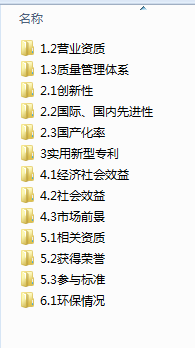 名称
1.2营业资质
1.3质量管理体系
2.1创新性
2.2国际、国内先进性
2.3国产化率
3实用新型专利
4.1经济社会效益
4.2社会效益
4.3市场前景
5.1相关资质
5.2获得荣誉
5.3参与标准
6.1环保情况